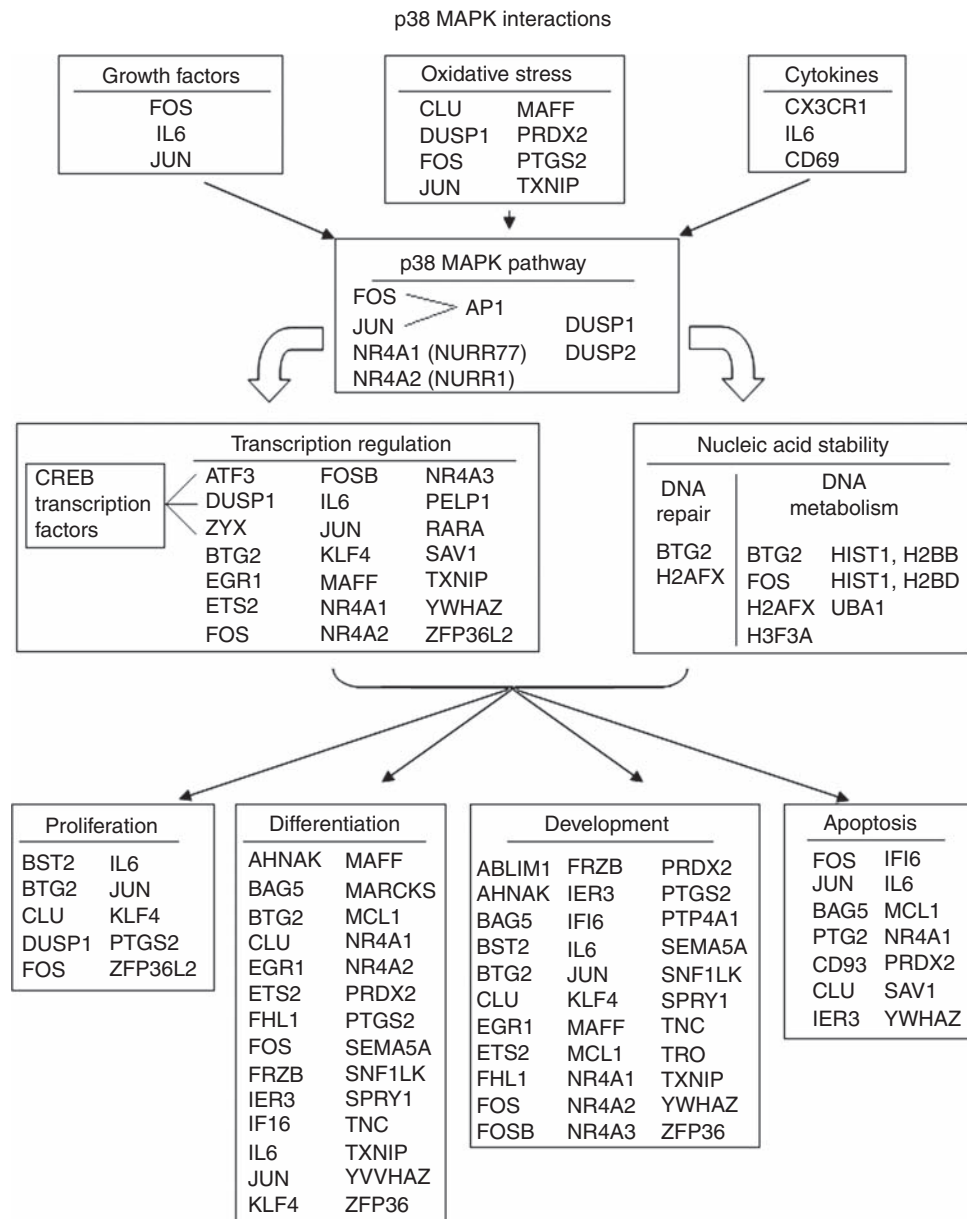 p38 MAPK interactions
Growth factors
FOS
IL6
JUN
Oxidative stress
CLU MAFF
DUSP1 PRDX2
FOS PTGS2
JUN TXNIP
Cytokines
CX3CR1
IL6
CD69
p38 MAPK pathway
FOS
AP1
JUN
DUSP1
NR4A1 (NURR77) DUSP2
NR4A2 (NURR1)
Transcription regulation
CREB
transcription
factors
ATF3 FOSB NR4A3
DUSP1 IL6 PELP1
ZYX JUN RARA
BTG2 KLF4 SAV1
EGR1 MAFF TXNIP
ETS2 NR4A1 YWHAZ
FOS NR4A2 ZFP36L2
Nucleic acid stability
DNA
repair
BTG2
H2AFX
DNA
metabolism
BTG2 HIST1, H2BB
FOS HIST1, H2BD
H2AFX UBA1
H3F3A
Proliferation
BST2 IL6
BTG2 JUN
CLU KLF4
DUSP1 PTGS2
FOS ZFP36L2
Differentiation
AHNAK MAFF
BAG5 MARCKS
BTG2 MCL1
CLU NR4A1
EGR1 NR4A2
ETS2 PRDX2
FHL1 PTGS2
FOS SEMA5A
FRZB SNF1LK
IER3 SPRY1
IF16 TNC
IL6 TXNIP
JUN YVVHAZ
KLF4 ZFP36
Development
ABLIM1 FRZB PRDX2
AHNAK IER3 PTGS2
BAG5 IFI6 PTP4A1
BST2 IL6 SEMA5A
BTG2 JUN SNF1LK
CLU KLF4 SPRY1
EGR1 MAFF TNC
ETS2 MCL1 TRO
FHL1 NR4A1 TXNIP
FOS NR4A2 YWHAZ
FOSB NR4A3 ZFP36
Apoptosis
FOS IFI6
JUN IL6
BAG5 MCL1
PTG2 NR4A1
CD93 PRDX2
CLU SAV1
IER3 YWHAZ